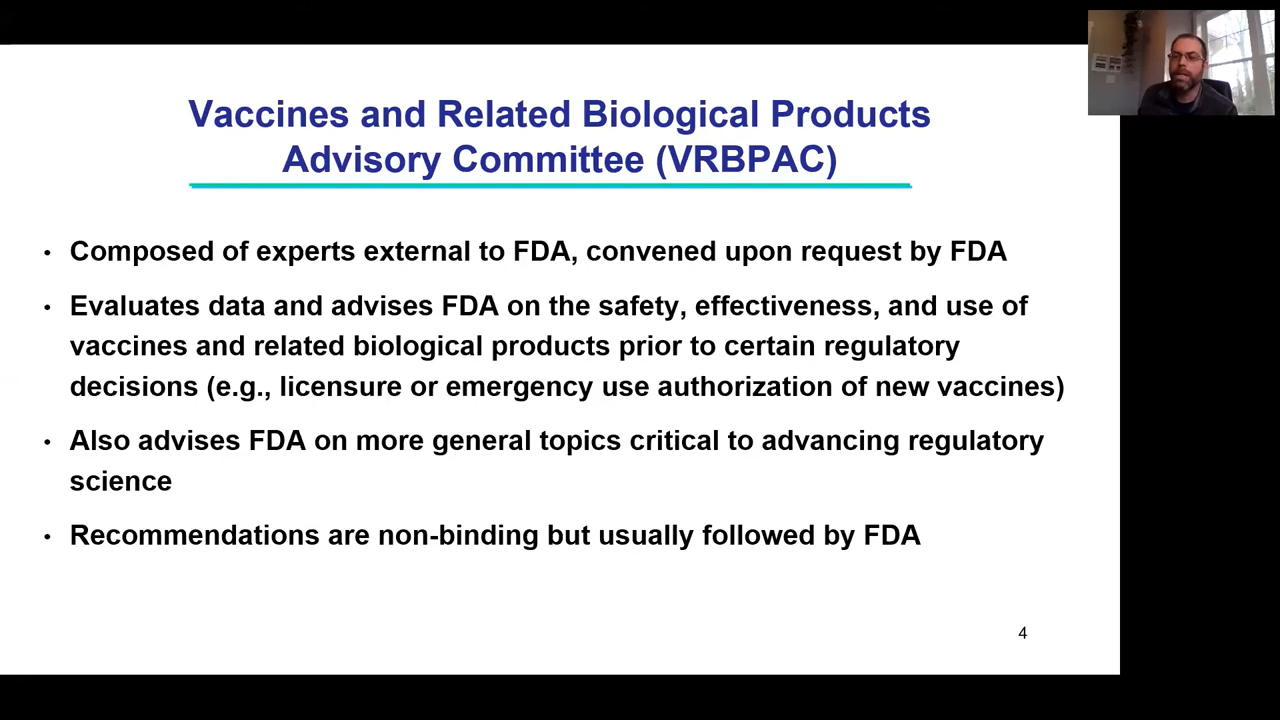 Vaccines and Related Biological Products
Advisory Committee (VRBPAC)
• Composed of experts external to FDA, convened upon request by FDA
• Evaluates data and advises FDA on the safety, effectiveness, and use of
vaccines and related biological products prior to certain regulatory
decisions (e.g., licensure or emergency use authorization of new vaccines)
• Also advises FDA on more general topics critical to advancing regulatory
science
• Recommendations are non-binding but usually followed by FDA
4